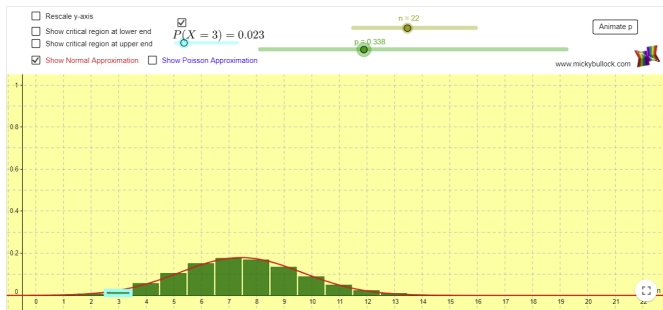 Rescale y-axis
Show critical region at lower end
Show critical region at upper end
Show Normal Approximation
Show Poisson Approximation
P(X = 3) = 0.023
n = 22
p = 0.338
Animate p
www.mickybullock.com
1
0.8
0.6
0.4
0.2
0
0 1 2 3 4 5 6 7 8 9 10 11 12 13 14 15 16 17 18 19 20 21 22
n